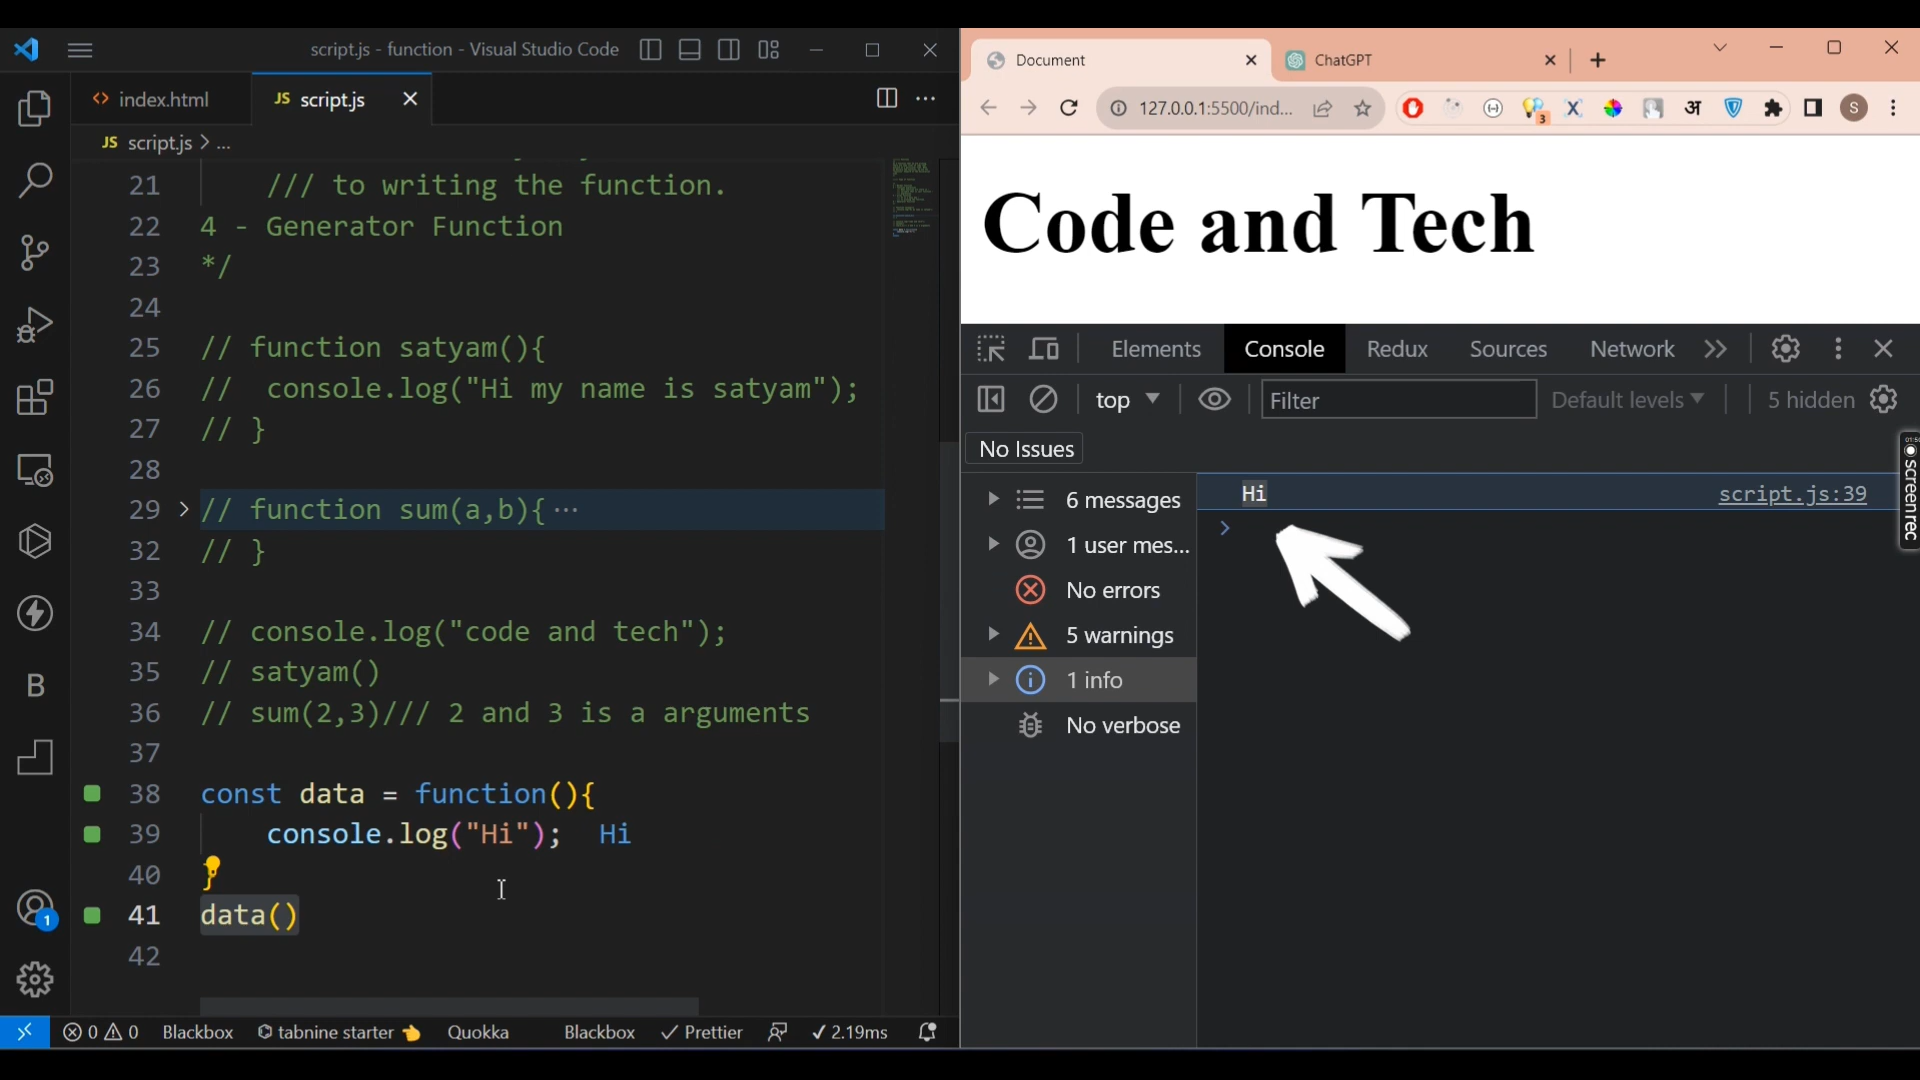 script.js - function - Visual Studio Code
index.html
JS script.js
JS script.js > ...
21 /// to writing the function.
22 4 - Generator Function
23 */
24
25 // function satyam(){
26 //  console.log("Hi my name is satyam");
27 // }
28
29 // function sum(a,b){ ...
32 // }
33
34 // console.log("code and tech");
35 // satyam()
36 // sum(2,3)/// 2 and 3 is a arguments
37
38 const data = function(){
39     console.log("Hi"); Hi
40 }
41 data()
42
B
1
0 0 Blackbox tabnine starter Quokka Blackbox Prettier 2.19ms
Document
ChatGPT
127.0.0.1:5500/ind...
3
अ
S
Code and Tech
Elements Console Redux Sources Network
top Filter Default levels 5 hidden
No Issues
6 messages
1 user mes...
No errors
5 warnings
1 info
No verbose
Hi script.js:39
screenrec